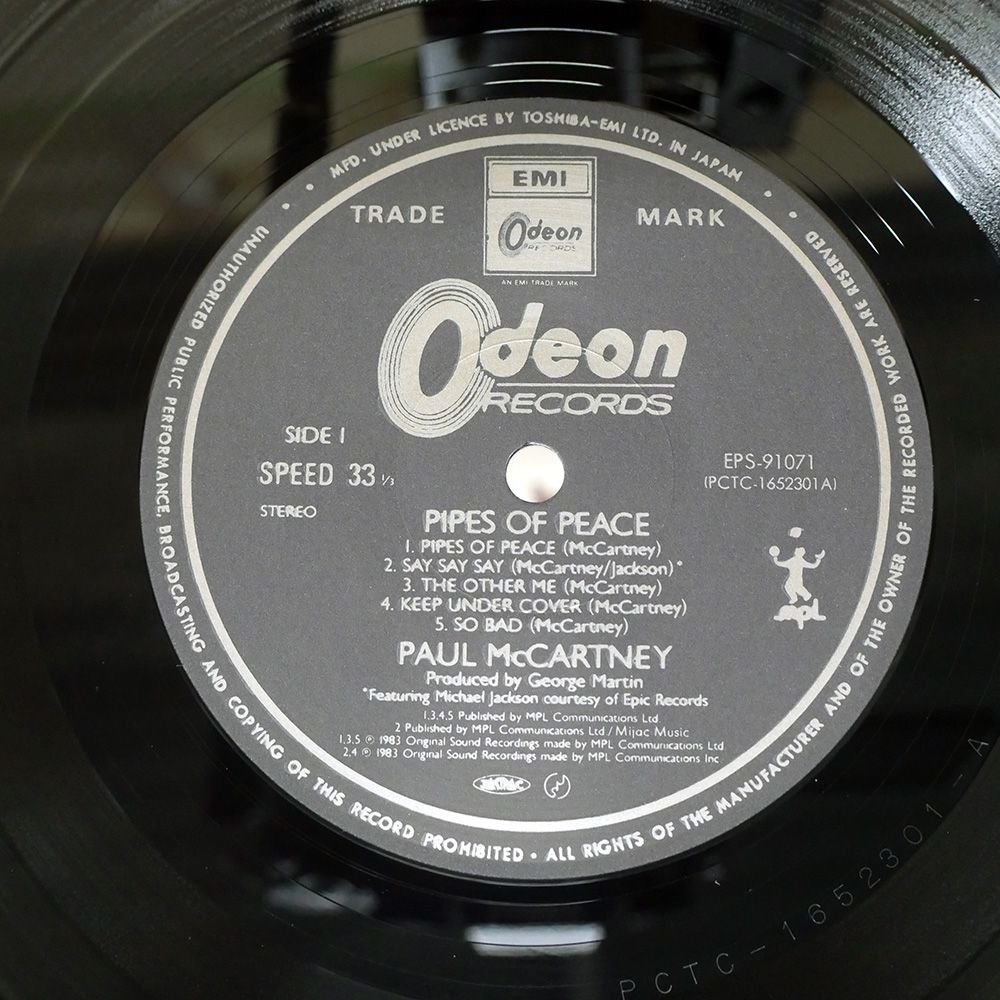 • MFD. UNDER LICENCE BY TOSHIBA-EMI LTD. IN JAPAN •
EMI
TRADE MARK
Odeon
RECORDS
AN EMI TRADE MARK
Odeon
RECORDS
SIDE 1
SPEED 33 1/3
STEREO
EPS-91071
(PCTC-1652301A)
PIPES OF PEACE
1. PIPES OF PEACE (McCartney)
2. SAY SAY SAY (McCartney/Jackson)*
3. THE OTHER ME (McCartney)
4. KEEP UNDER COVER (McCartney)
5. SO BAD (McCartney)
mpl
PAUL McCARTNEY
Produced by George Martin
*Featuring Michael Jackson courtesy of Epic Records
1.3.4.5 Published by MPL Communications Ltd.
2 Published by MPL Communications Ltd / Mijac Music
1.3.5 ℗ 1983 Original Sound Recordings made by MPL Communications Ltd
2.4 ℗ 1983 Original Sound Recordings made by MPL Communications Inc
JASRAC
• UNAUTHORIZED PUBLIC PERFORMANCE, BROADCASTING AND COPYING OF THIS RECORD PROHIBITED • ALL RIGHTS OF THE MANUFACTURER AND OF THE OWNER OF THE RECORDED WORK ARE RESERVED •
PCTC-1652301-A